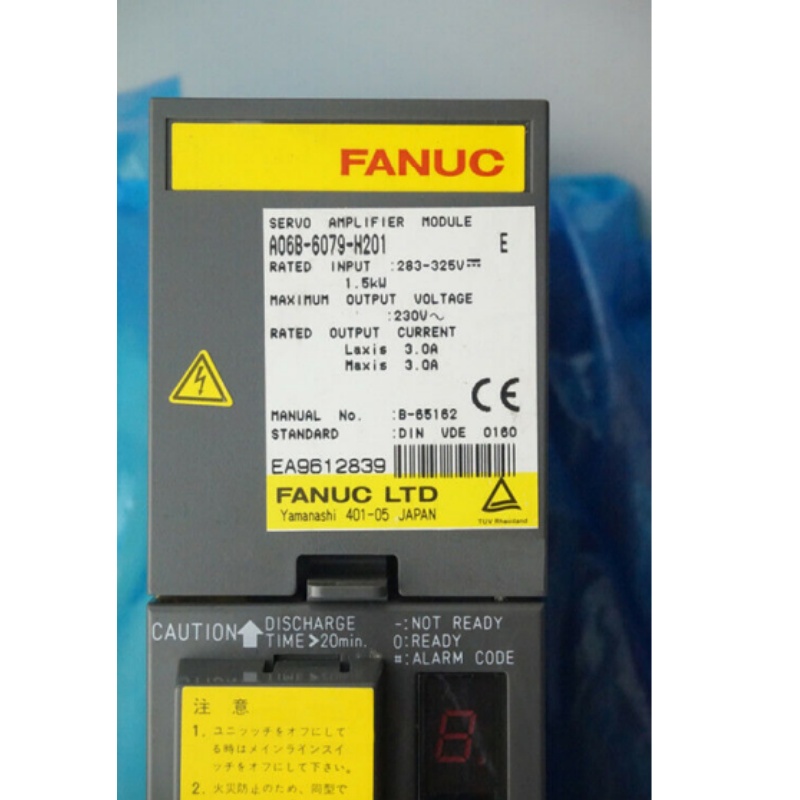 FANUC
SERVO AMPLIFIER MODULE
A06B-6079-H201 E
RATED INPUT :283-325V⎓
1.5kW
MAXIMUM OUTPUT VOLTAGE
:230V～
RATED OUTPUT CURRENT
Laxis 3.0A
Maxis 3.0A
CE
MANUAL No. :B-65162
STANDARD :DIN VDE 0160
EA9612839
FANUC LTD
Yamanashi 401-05 JAPAN
TÜV Rheinland
CAUTION DISCHARGE TIME>20min.
-:NOT READY
0:READY
#:ALARM CODE
注 意
1. ユニッッチをオフにして
る時はメインラインスイ
ッチをオフにして下さい。
2. 火災防止のため、同型で
8.